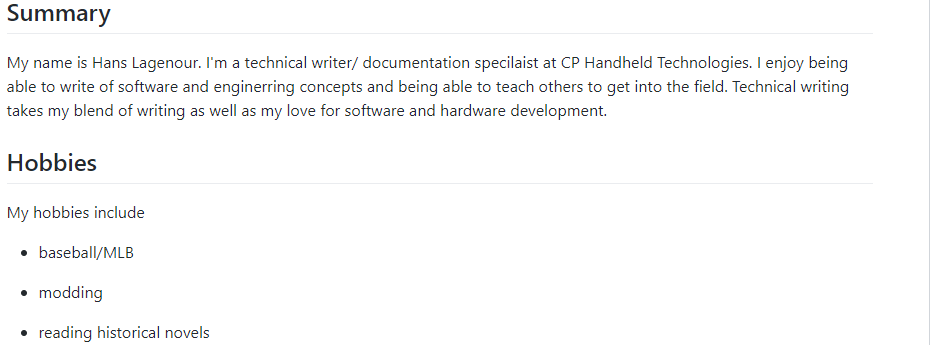 Summary
My name is Hans Lagenour. I'm a technical writer/ documentation specilaist at CP Handheld Technologies. I enjoy being
able to write of software and enginerring concepts and being able to teach others to get into the field. Technical writing
takes my blend of writing as well as my love for software and hardware development.
Hobbies
My hobbies include
• baseball/MLB
• modding
• reading historical novels